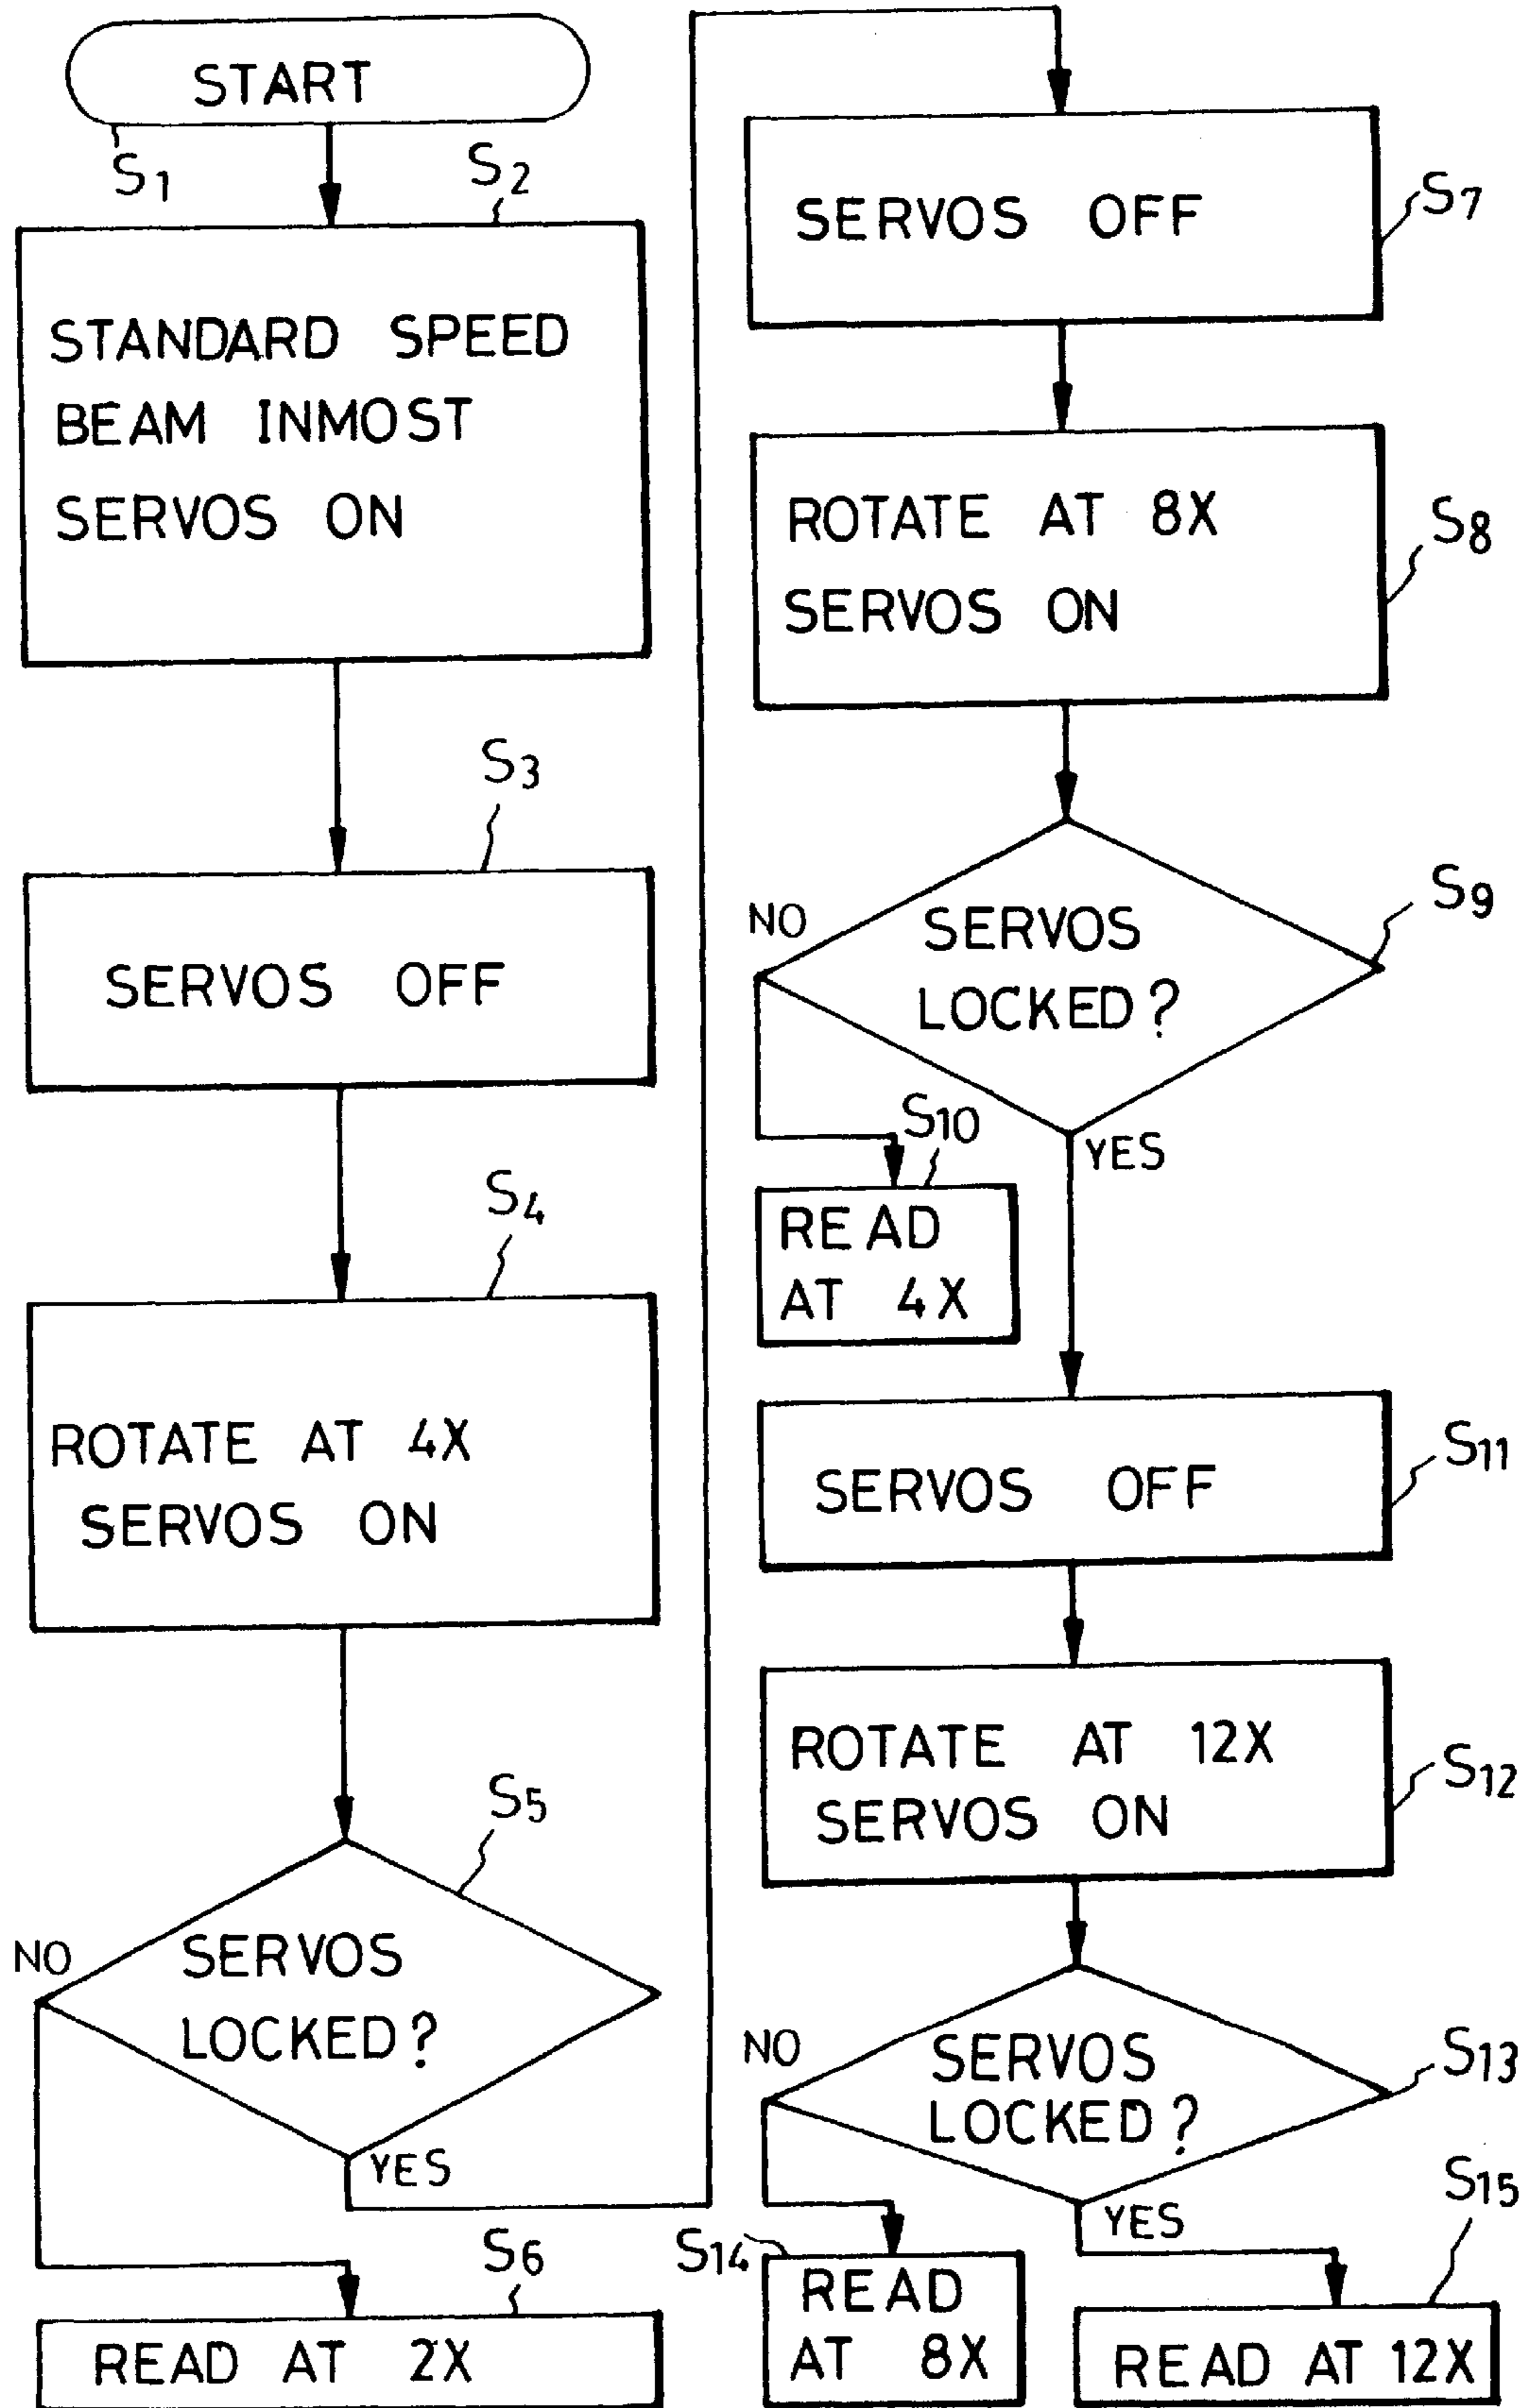 START
S1
S2
STANDARD SPEED
BEAM INMOST
SERVOS ON
S3
SERVOS OFF
S4
ROTATE AT 4X
SERVOS ON
S5
NO
SERVOS
LOCKED?
YES
S6
READ AT 2X
SERVOS OFF
S7
ROTATE AT 8X
SERVOS ON
S8
NO
SERVOS
LOCKED?
S9
YES
S10
READ
AT 4X
SERVOS OFF
S11
ROTATE AT 12X
SERVOS ON
S12
NO
SERVOS
LOCKED?
S13
YES
S14
READ
AT 8X
S15
READ AT 12X